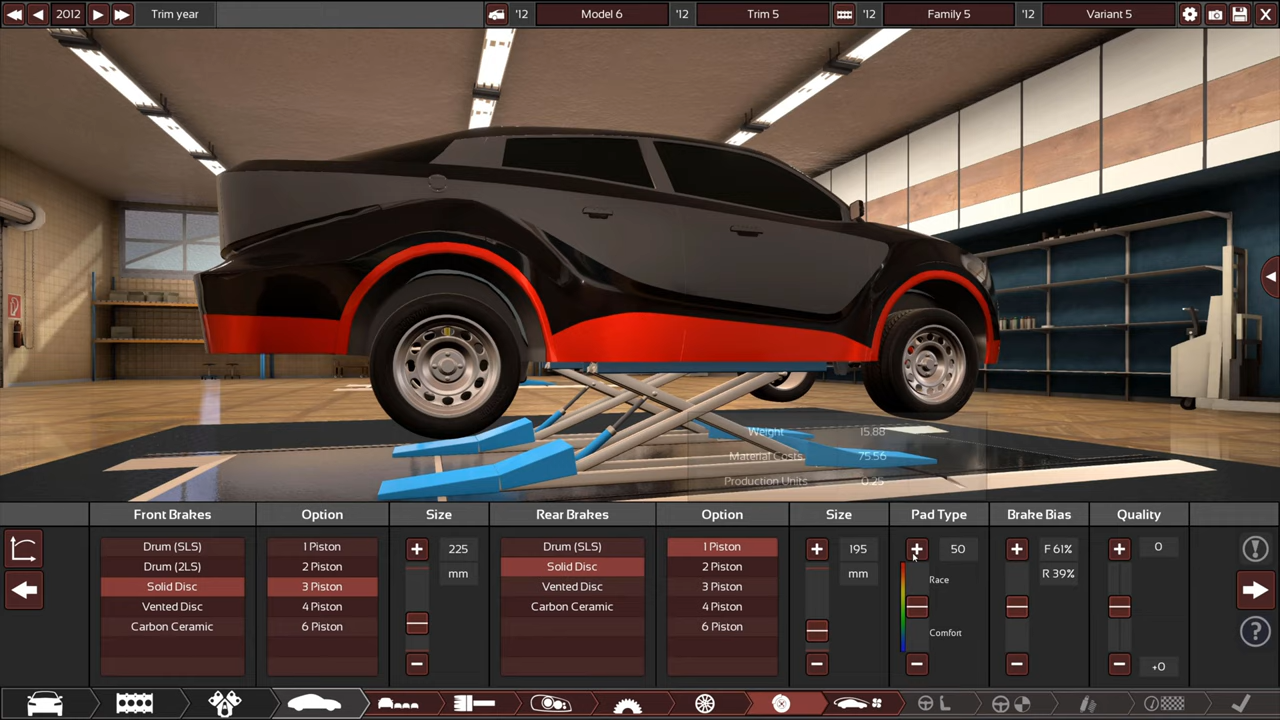 2012 Trim year '12 Model 6 '12 Trim 5 '12 Family 5 '12 Variant 5
Weight 15.88
Material Costs 75.56
Production Units 0.25
Front Brakes Option Size Rear Brakes Option Size Pad Type Brake Bias Quality
Drum (SLS) 1 Piston 225 Drum (SLS) 1 Piston 195 50 F 61% 0
Drum (2LS) 2 Piston mm Solid Disc 2 Piston mm Race R 39%
Solid Disc 3 Piston Vented Disc 3 Piston
Vented Disc 4 Piston Carbon Ceramic 4 Piston
Carbon Ceramic 6 Piston 6 Piston Comfort
+0